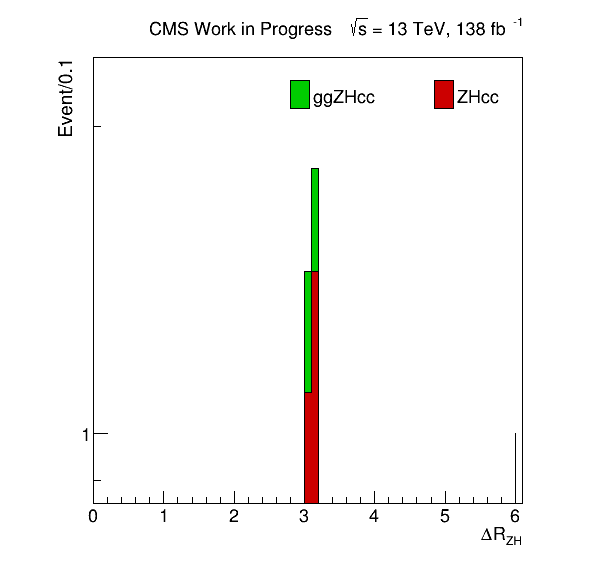 CMS Work in Progress √s = 13 TeV, 138 fb⁻¹
Event/0.1
ggZHcc ZHcc
1
0 1 2 3 4 5 6
ΔR_ZH